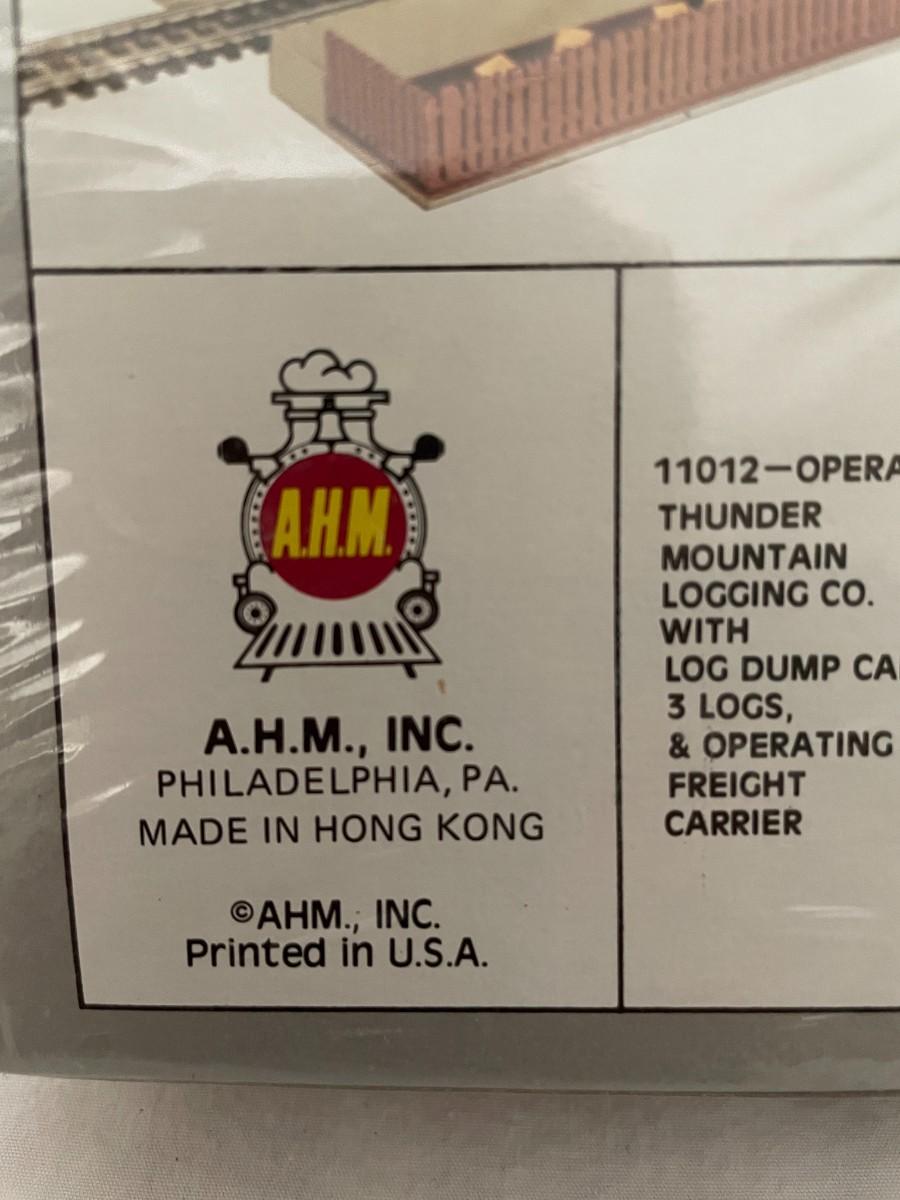 A.H.M.
A.H.M., INC.
PHILADELPHIA, PA.
MADE IN HONG KONG
©AHM., INC.
Printed in U.S.A.
11012—OPERA
THUNDER
MOUNTAIN
LOGGING CO.
WITH
LOG DUMP CA
3 LOGS,
& OPERATING
FREIGHT
CARRIER